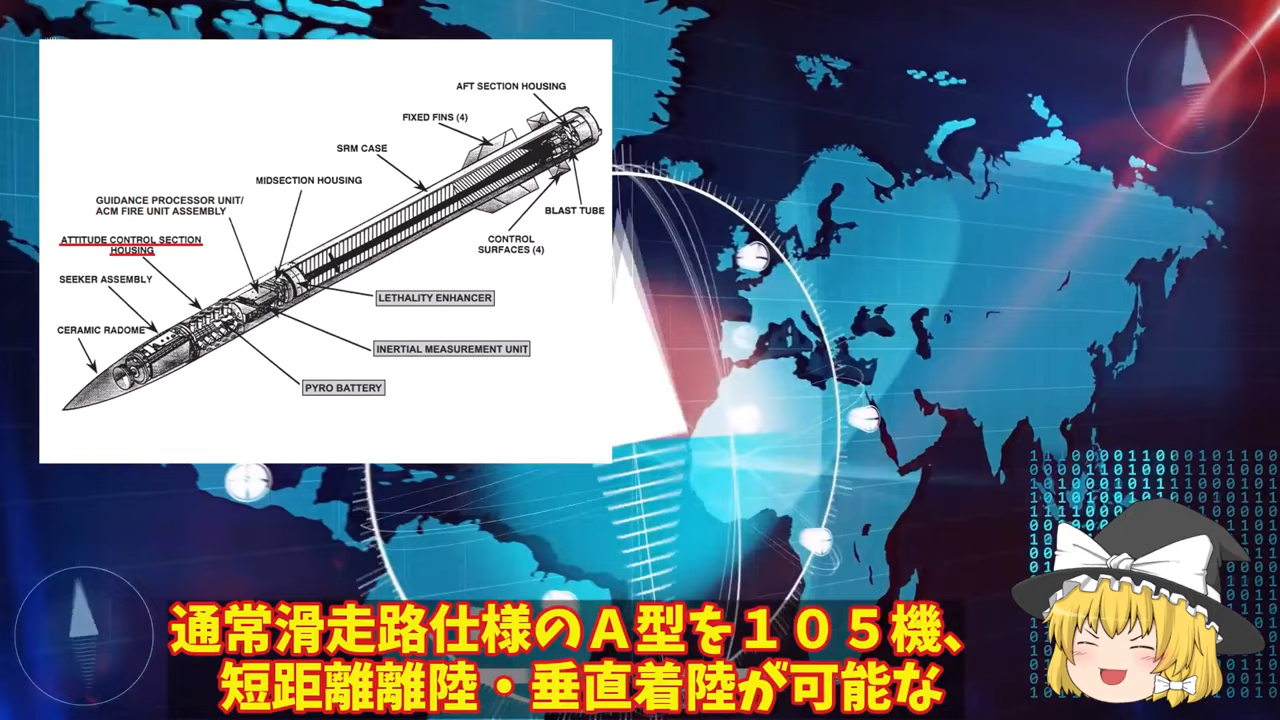 AFT SECTION HOUSING
FIXED FINS (4)
SRM CASE
MIDSECTION HOUSING
GUIDANCE PROCESSOR UNIT/
ACM FIRE UNIT ASSEMBLY
BLAST TUBE
ATTITUDE CONTROL SECTION
HOUSING
CONTROL
SURFACES (4)
SEEKER ASSEMBLY
LETHALITY ENHANCER
CERAMIC RADOME
INERTIAL MEASUREMENT UNIT
PYRO BATTERY
通常滑走路仕様のA型を105機、
短距離離陸・垂直着陸が可能な